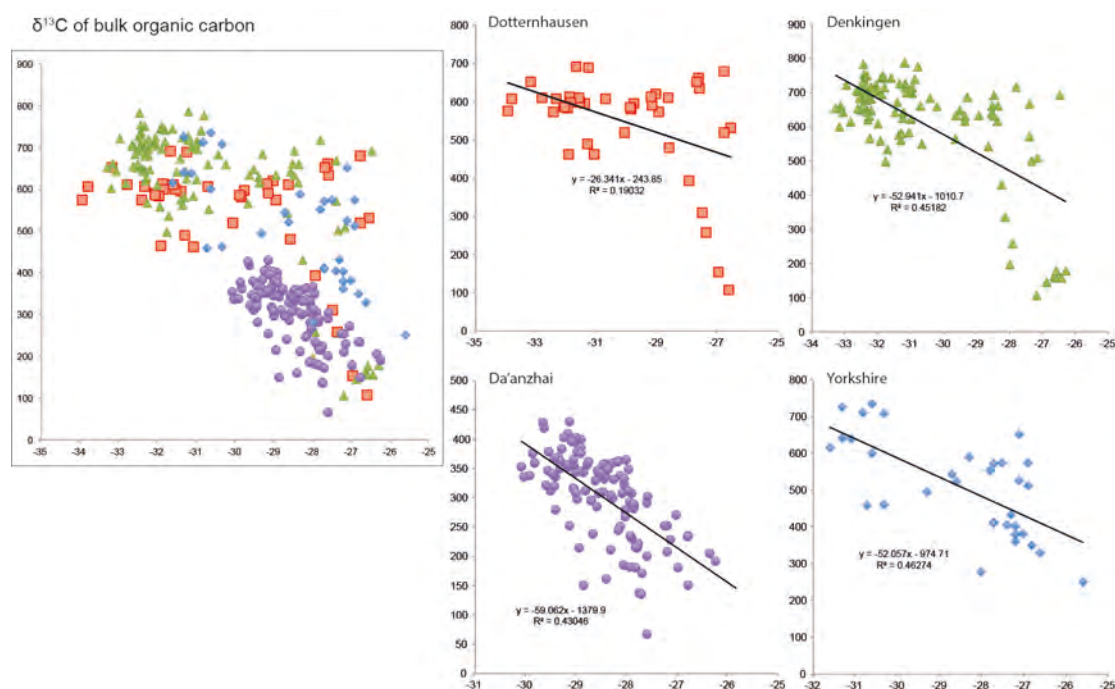 δ¹³C of bulk organic carbon
900
800
700
600
500
400
300
200
100
0
-35 -34 -33 -32 -31 -30 -29 -28 -27 -26 -25
Dotternhausen
800
700
600
500
400
300
200
100
0
y = -26.341x - 243.85
R² = 0.19032
-35 -33 -31 -29 -27 -25
Denkingen
900
800
700
600
500
400
300
200
100
0
y = -52.941x - 1010.7
R² = 0.45182
-34 -33 -32 -31 -30 -29 -28 -27 -26 -25
Da'anzhai
500
450
400
350
300
250
200
150
100
50
0
y = -59.062x - 1379.9
R² = 0.43046
-31 -30 -29 -28 -27 -26 -25
Yorkshire
800
700
600
500
400
300
200
100
0
y = -52.057x - 974.71
R² = 0.46274
-32 -31 -30 -29 -28 -27 -26 -25